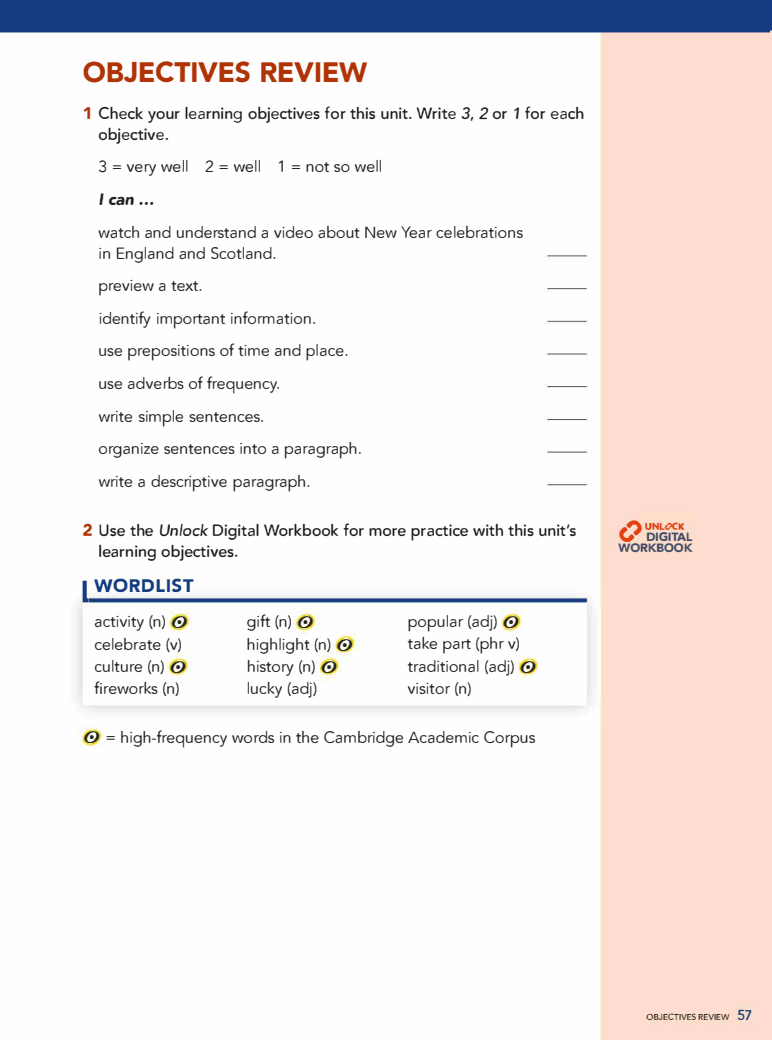 OBJECTIVES REVIEW
1 Check your learning objectives for this unit. Write 3, 2 or 1 for each
objective.
3 = very well 2 = well 1 = not so well
I can ...
watch and understand a video about New Year celebrations
in England and Scotland.
preview a text.
identify important information.
use prepositions of time and place.
use adverbs of frequency.
write simple sentences.
organize sentences into a paragraph.
write a descriptive paragraph.
2 Use the Unlock Digital Workbook for more practice with this unit's
learning objectives.
UNLOCK
DIGITAL
WORKBOOK
WORDLIST
activity (n)
celebrate (v)
culture (n)
fireworks (n)
gift (n)
highlight (n)
history (n)
lucky (adj)
popular (adj)
take part (phr v)
traditional (adj)
visitor (n)
= high-frequency words in the Cambridge Academic Corpus
OBJECTIVES REVIEW 57